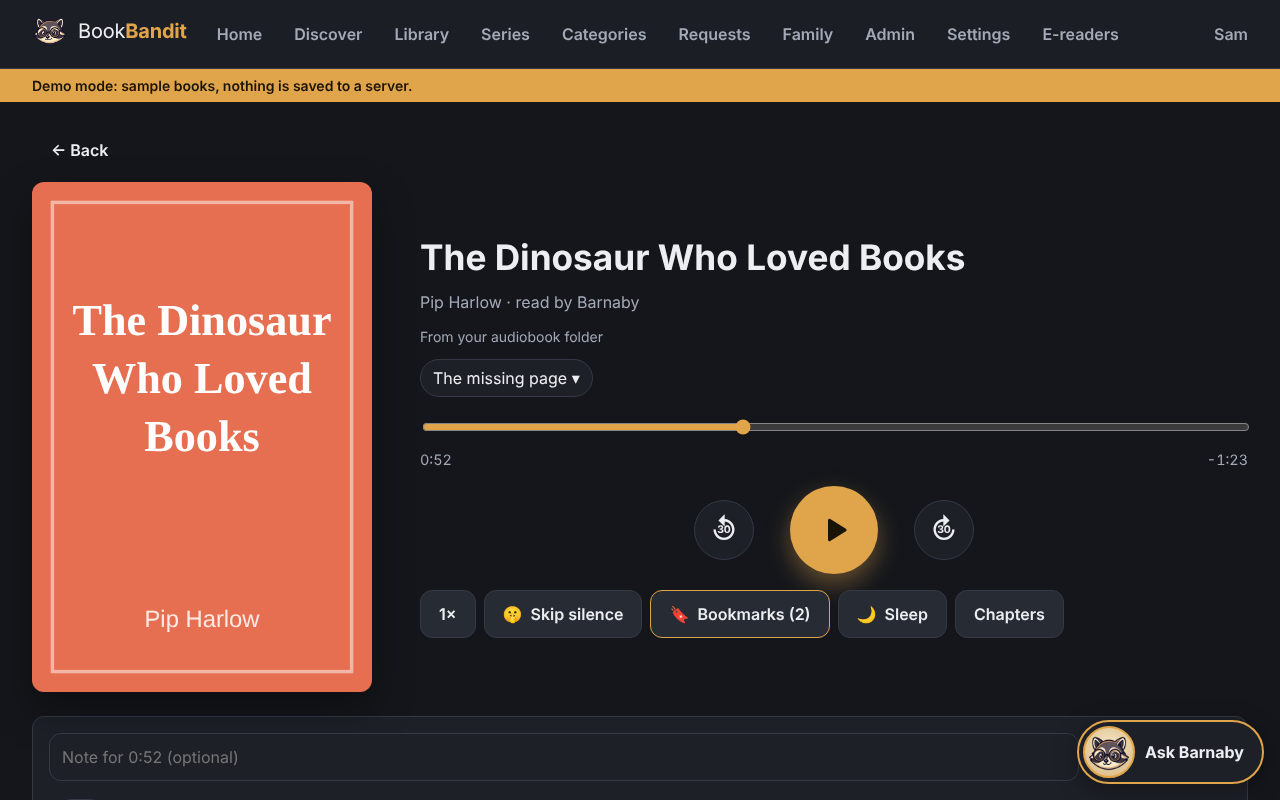 BookBandit Home Discover Library Series Categories Requests Family Admin Settings E-readers Sam
Demo mode: sample books, nothing is saved to a server.
← Back
The Dinosaur
Who Loved
Books
Pip Harlow
The Dinosaur Who Loved Books
Pip Harlow · read by Barnaby
From your audiobook folder
The missing page ▾
0:52 -1:23
30 30
1× 🤫 Skip silence 🔖 Bookmarks (2) 🌙 Sleep Chapters
Note for 0:52 (optional)
Ask Barnaby